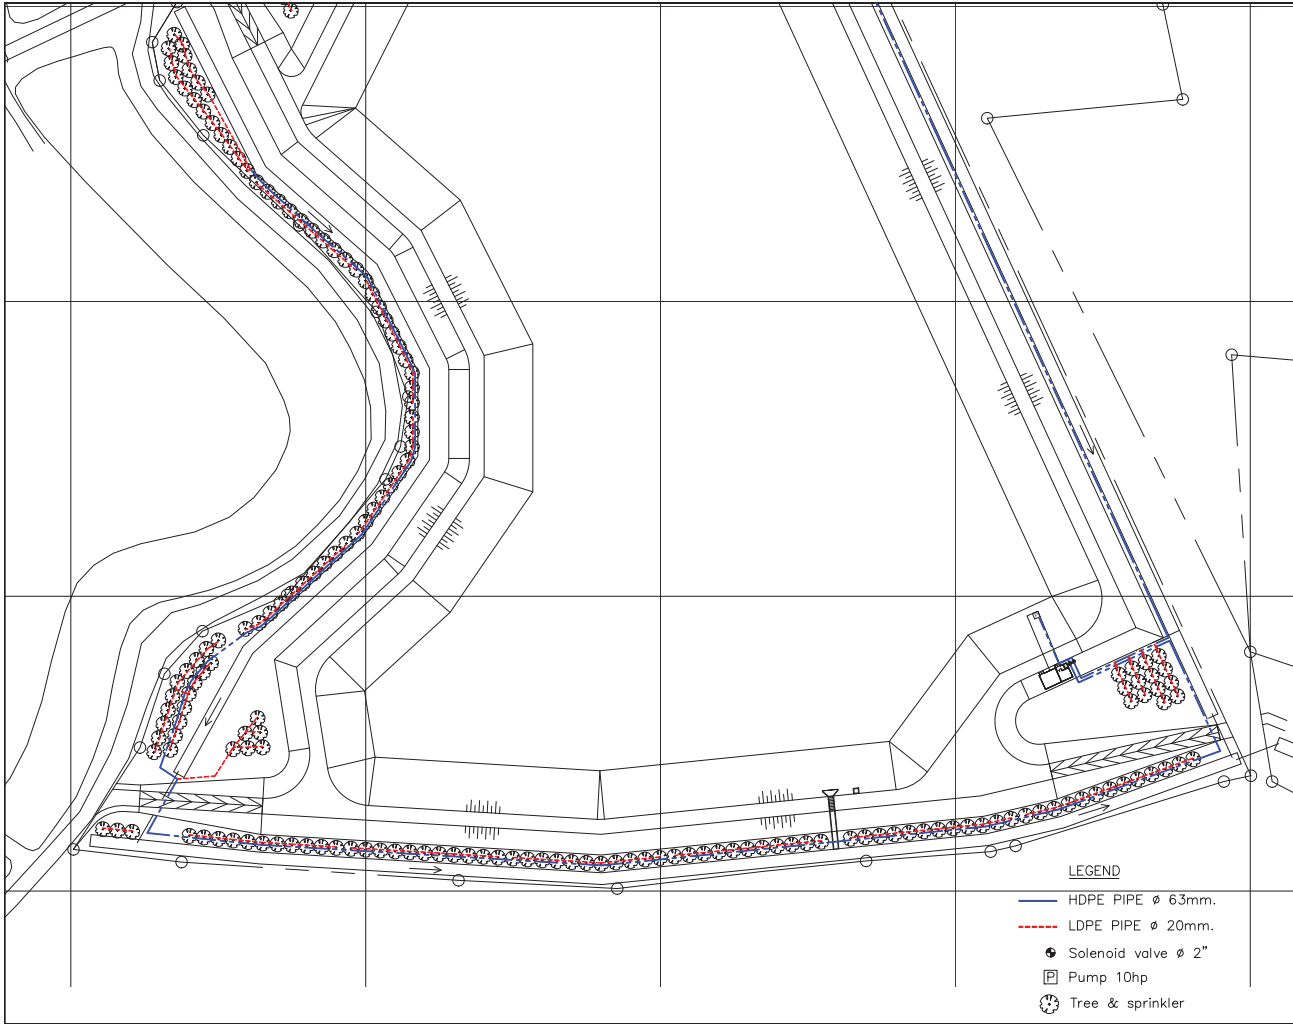 LEGEND
HDPE PIPE ø 63mm.
LDPE PIPE ø 20mm.
Solenoid valve ø 2"
P Pump 10hp
Tree & sprinkler